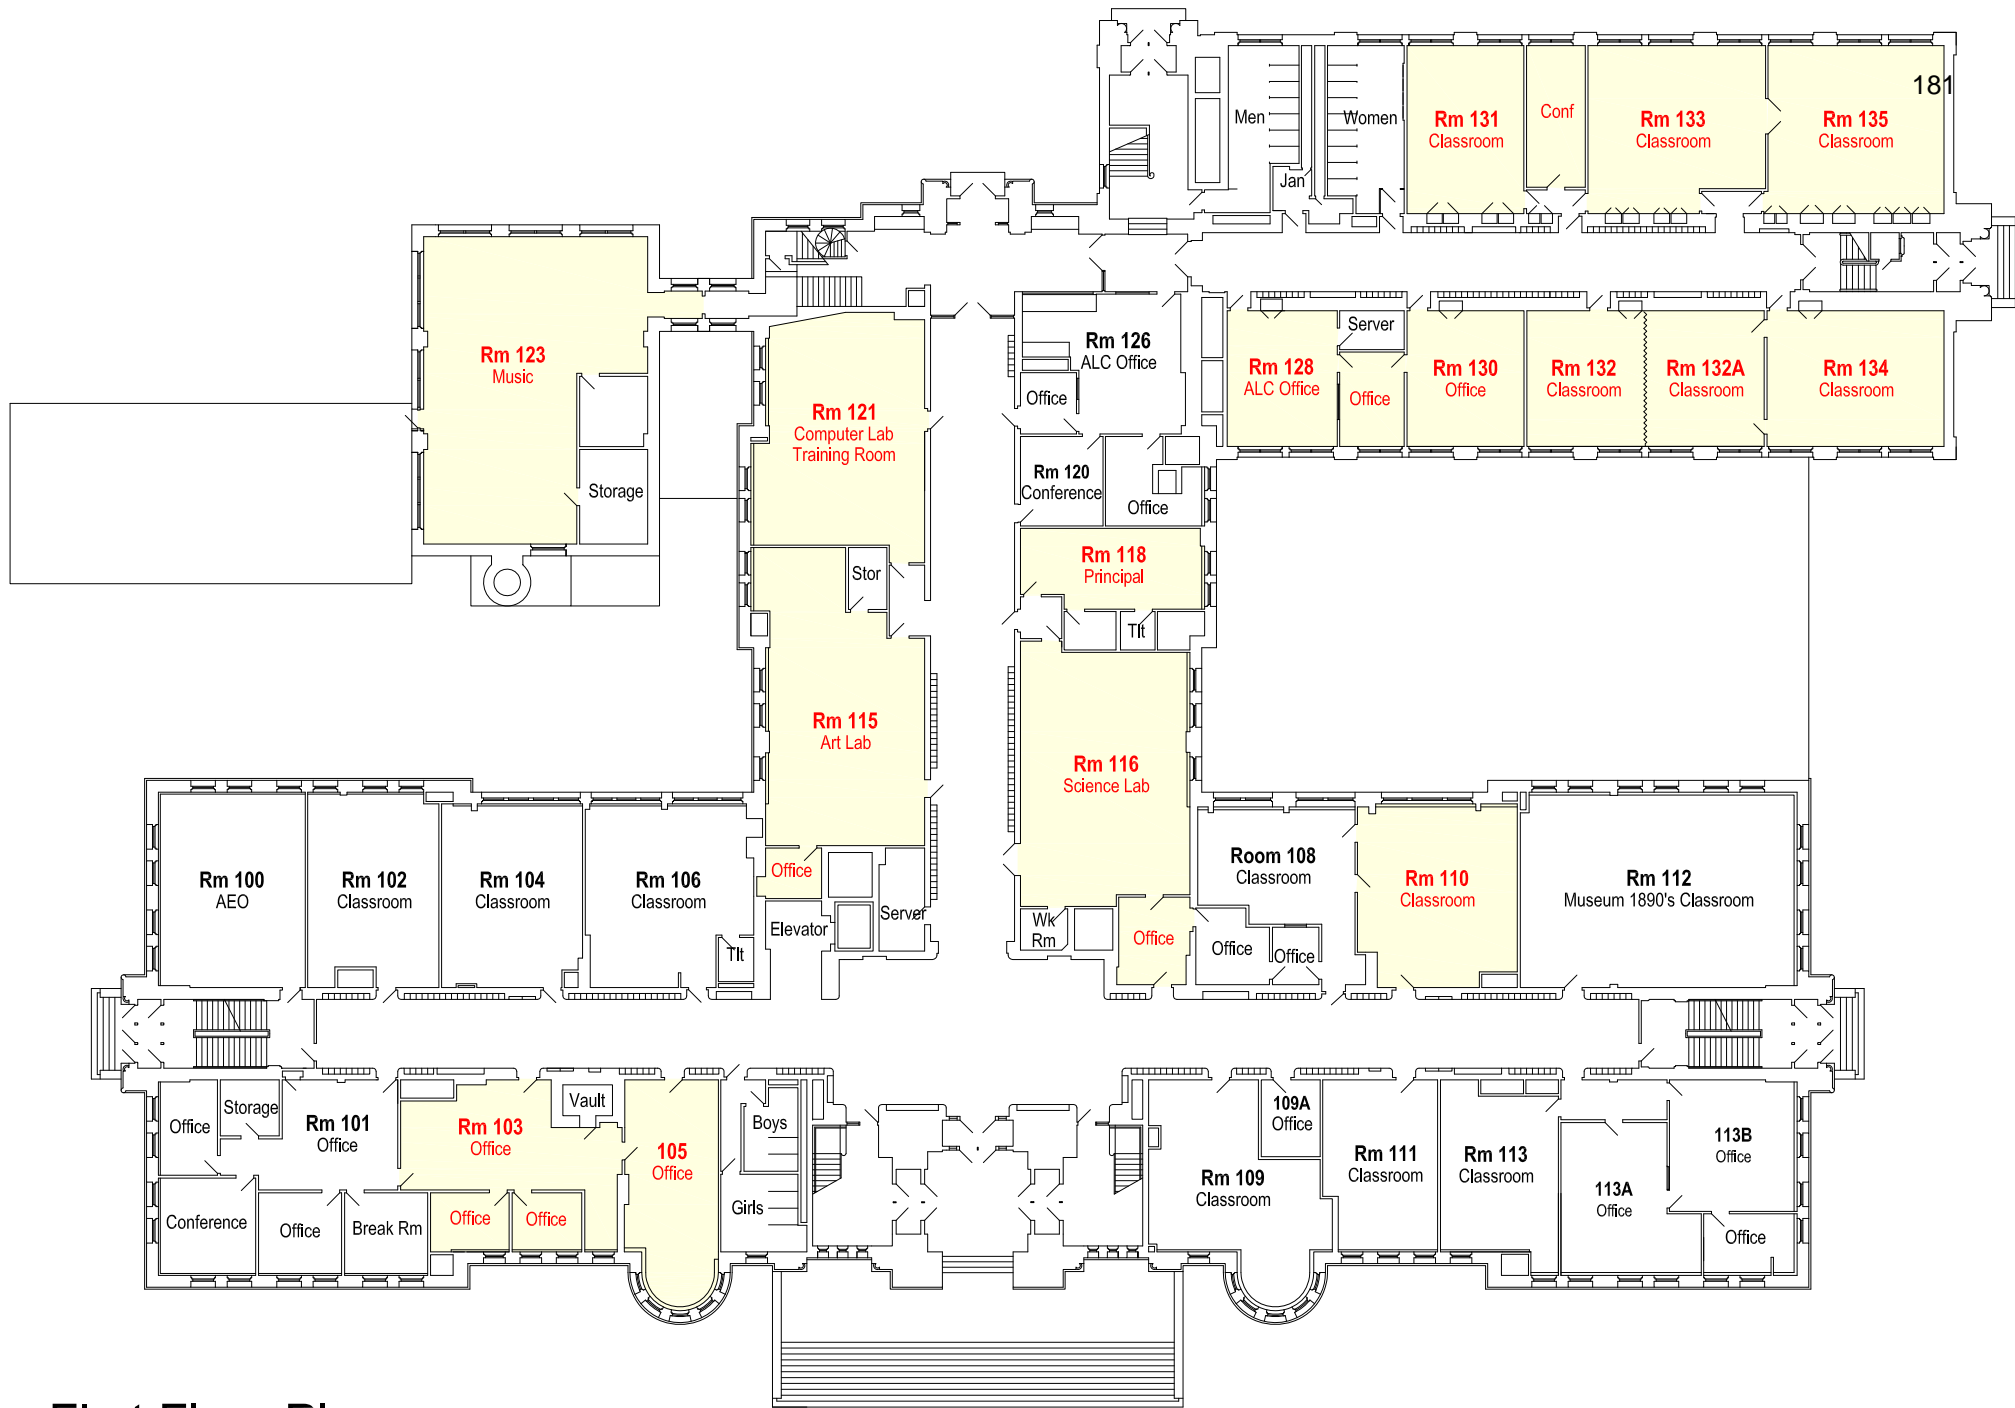 181
Men
Women
Jan
Rm 131
Classroom
Conf
Rm 133
Classroom
Rm 135
Classroom
Rm 123
Music
Storage
Rm 121
Computer Lab
Training Room
Rm 126
ALC Office
Office
Rm 120
Conference
Office
Rm 128
ALC Office
Server
Office
Rm 130
Office
Rm 132
Classroom
Rm 132A
Classroom
Rm 134
Classroom
Stor
Rm 118
Principal
Tlt
Rm 115
Art Lab
Rm 116
Science Lab
Rm 100
AEO
Rm 102
Classroom
Rm 104
Classroom
Rm 106
Classroom
Tlt
Office
Elevator
Server
Wk
Rm
Office
Room 108
Classroom
Office
Office
Rm 110
Classroom
Rm 112
Museum 1890's Classroom
Office
Storage
Rm 101
Office
Conference
Office
Break Rm
Rm 103
Office
Vault
Office
Office
105
Office
Boys
Girls
109A
Office
Rm 109
Classroom
Rm 111
Classroom
Rm 113
Classroom
113A
Office
113B
Office
Office